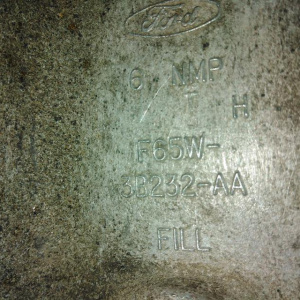 Ford
6 NMP
H
F65W-
3B232-AA
FILL